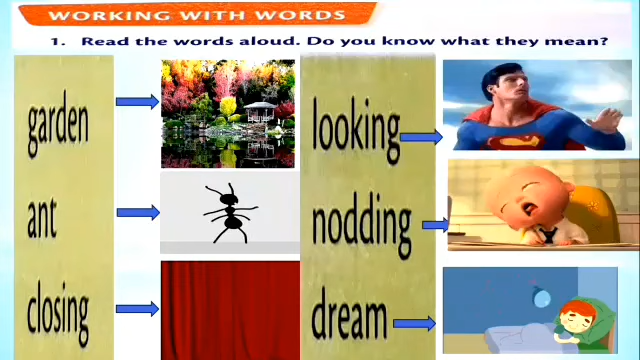 WORKING WITH WORDS
1. Read the words aloud. Do you know what they mean?
garden
ant
closing
looking
nodding
dream